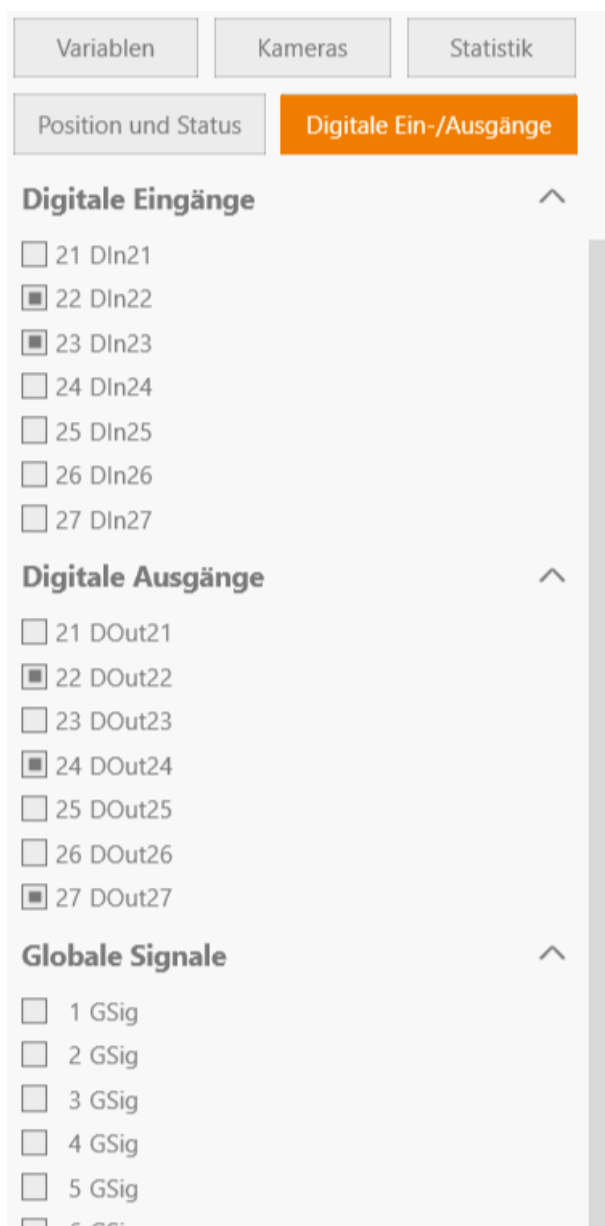 Variablen Kameras Statistik
Position und Status Digitale Ein-/Ausgänge
Digitale Eingänge
21 DIn21
22 DIn22
23 DIn23
24 DIn24
25 DIn25
26 DIn26
27 DIn27
Digitale Ausgänge
21 DOut21
22 DOut22
23 DOut23
24 DOut24
25 DOut25
26 DOut26
27 DOut27
Globale Signale
1 GSig
2 GSig
3 GSig
4 GSig
5 GSig